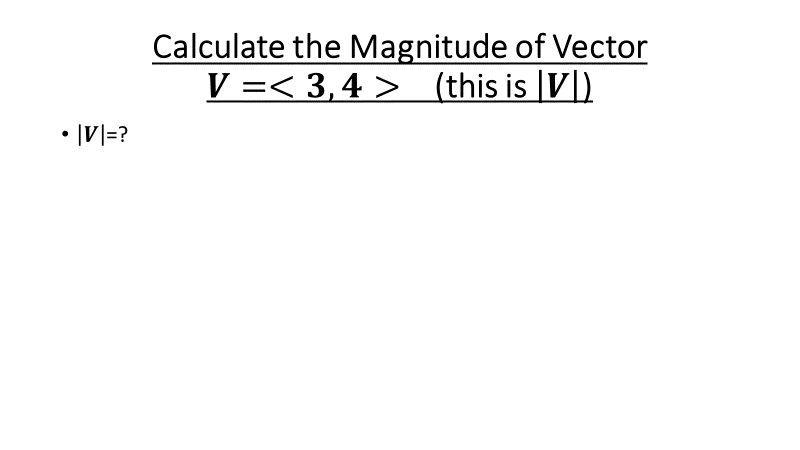 Calculate the Magnitude of Vector
V =< 3, 4 > (this is |V|)
• |V|=?